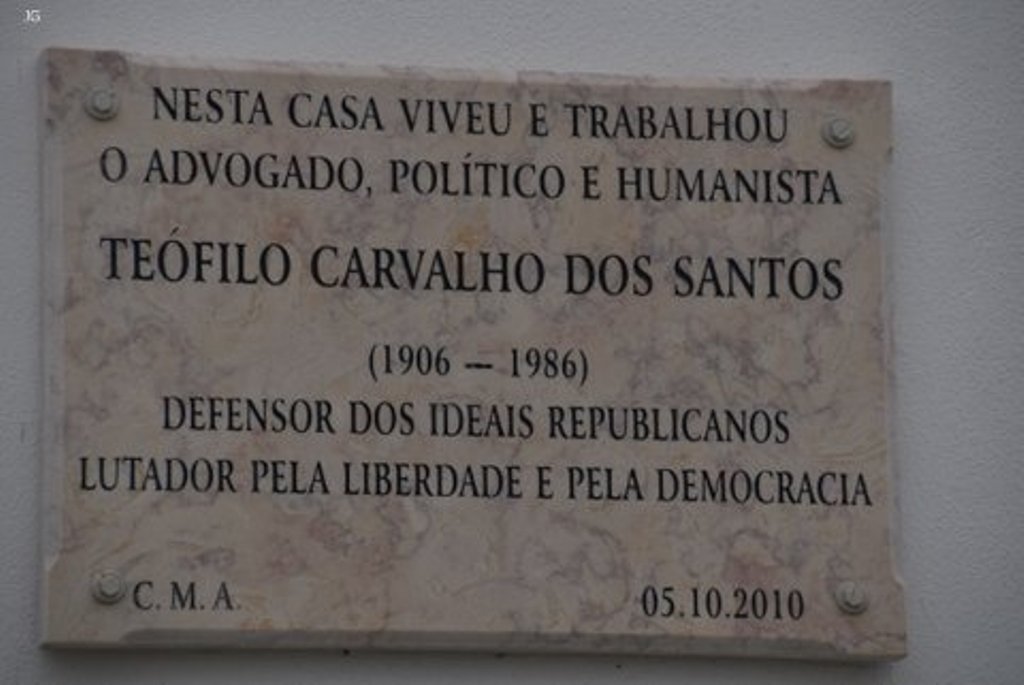 JG
NESTA CASA VIVEU E TRABALHOU
O ADVOGADO, POLÍTICO E HUMANISTA
TEÓFILO CARVALHO DOS SANTOS
(1906 — 1986)
DEFENSOR DOS IDEAIS REPUBLICANOS
LUTADOR PELA LIBERDADE E PELA DEMOCRACIA
C. M. A. 05.10.2010